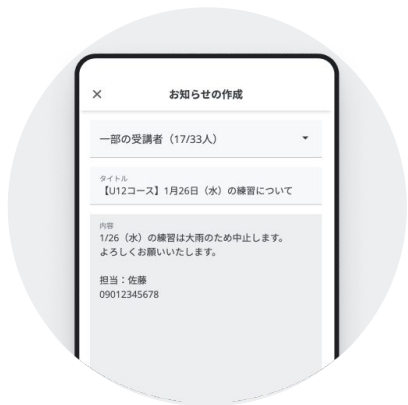 × お知らせの作成
一部の受講者（17/33人）
タイトル
【U12コース】1月26日（水）の練習について
内容
1/26（水）の練習は大雨のため中止します。
よろしくお願いいたします。
担当：佐藤
09012345678